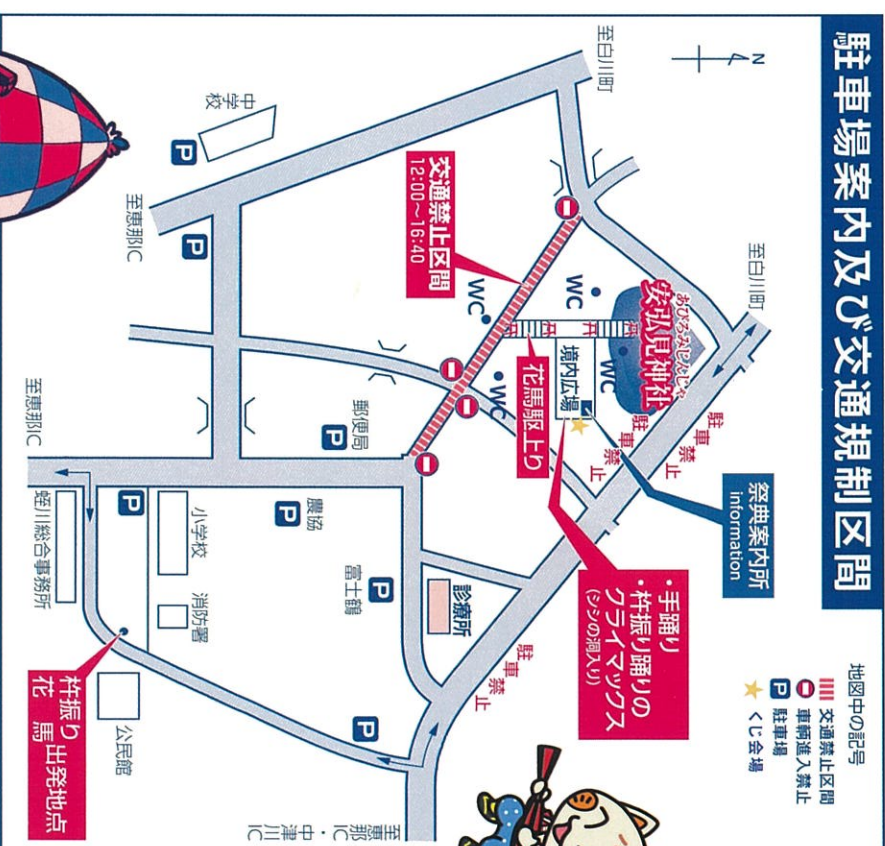 駐車場案内及び交通規制区間
地図中の記号
交通禁止区間
車輌進入禁止
P 駐車場
くじ会場
N
至白川町
至白川町
中学校
P
至恵那IC
P
交通禁止区間
12:00〜16:40
WC
WC
WC
WC
あびろみじんじゃ
安弘見神社
境内広場
花馬駆上り
駐車禁止
駐車禁止
祭典案内所
information
・手踊り
・杵振り踊りの
クライマックス
(シシの洞入り)
郵便局
P
農協
P
富士鶴
P
診療所
駐車禁止
至恵那IC
蛭川総合事務所
P
小学校
消防署
公民館
杵振り
花馬
出発地点
P
至恵那IC・中津川IC